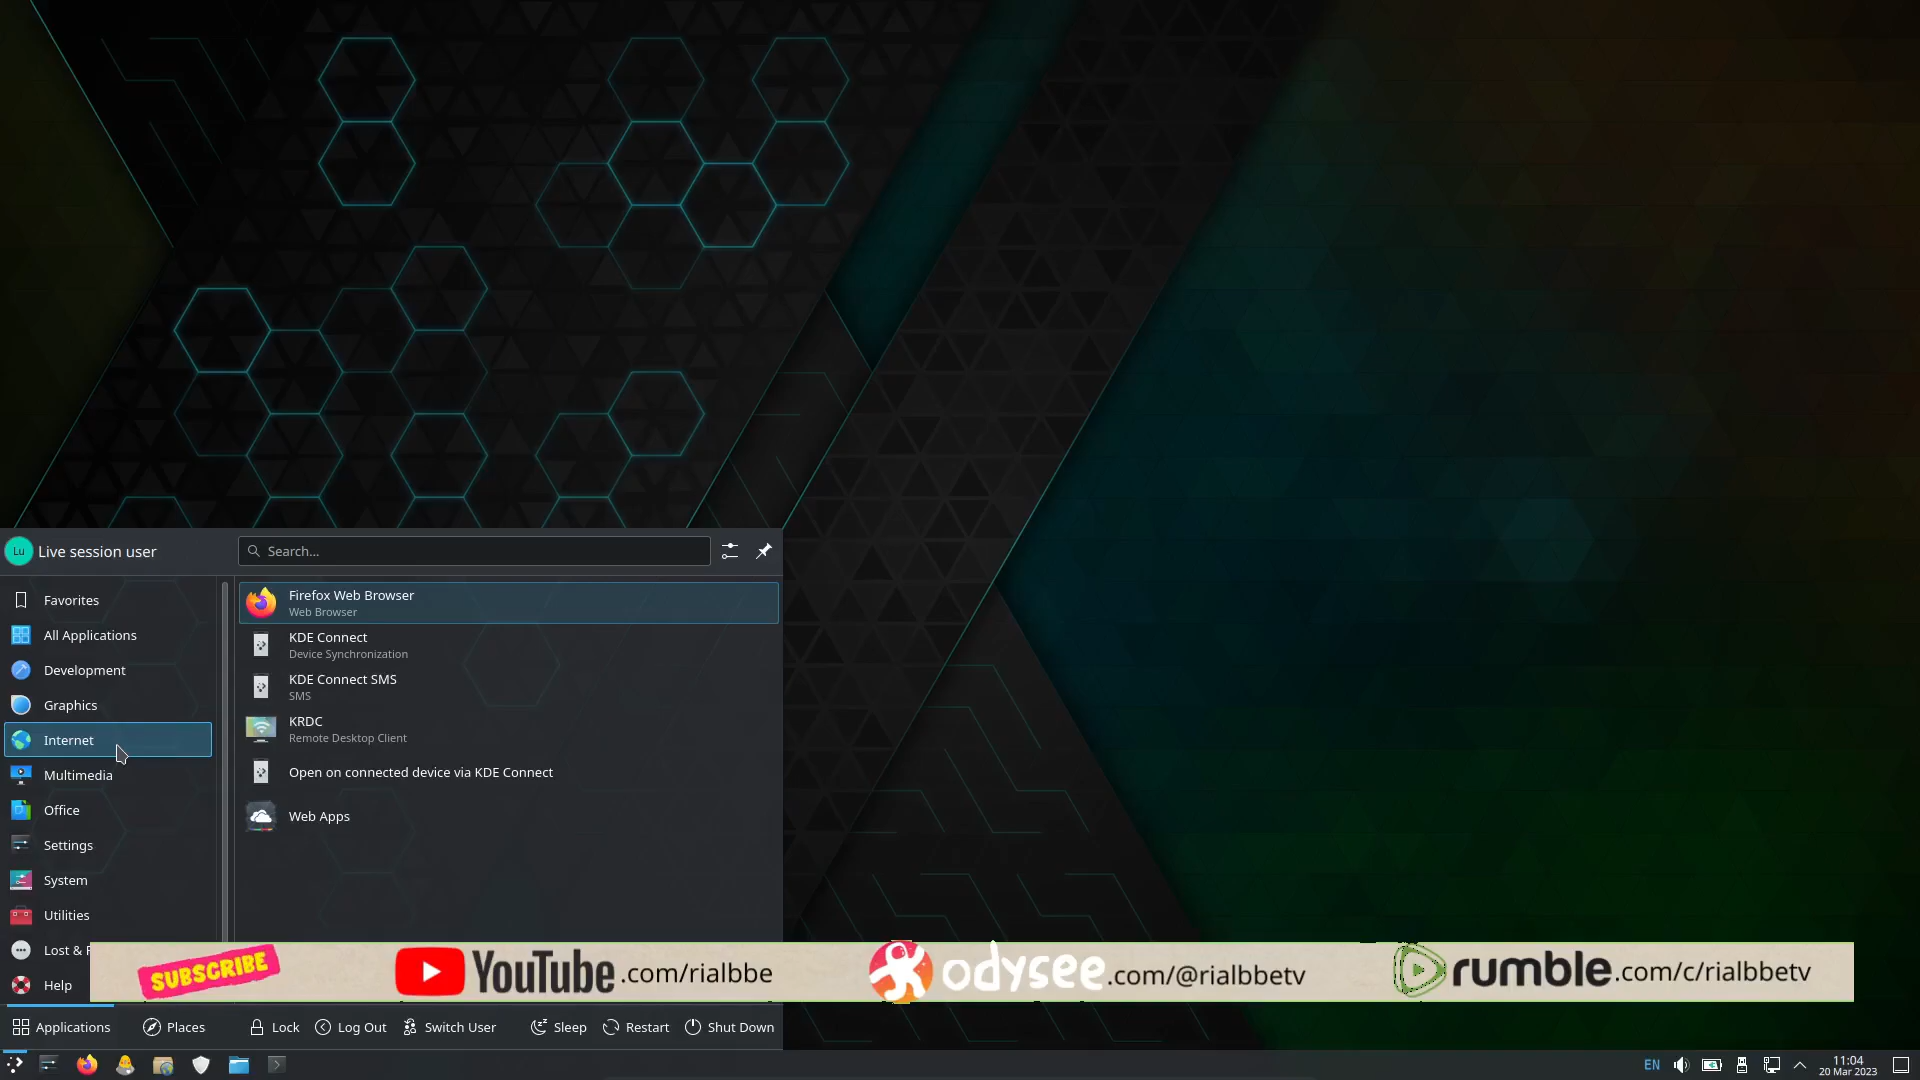 Lu Live session user
Search...
Favorites
All Applications
Development
Graphics
Internet
Multimedia
Office
Settings
System
Utilities
Lost &
Help
Firefox Web Browser
Web Browser
KDE Connect
Device Synchronization
KDE Connect SMS
SMS
KRDC
Remote Desktop Client
Open on connected device via KDE Connect
Web Apps
SUBSCRIBE
YouTube.com/rialbbe
odysee.com/@rialbbetv
rumble.com/c/rialbbetv
Applications Places Lock Log Out Switch User Sleep Restart Shut Down
EN
11:04
20 Mar 2023